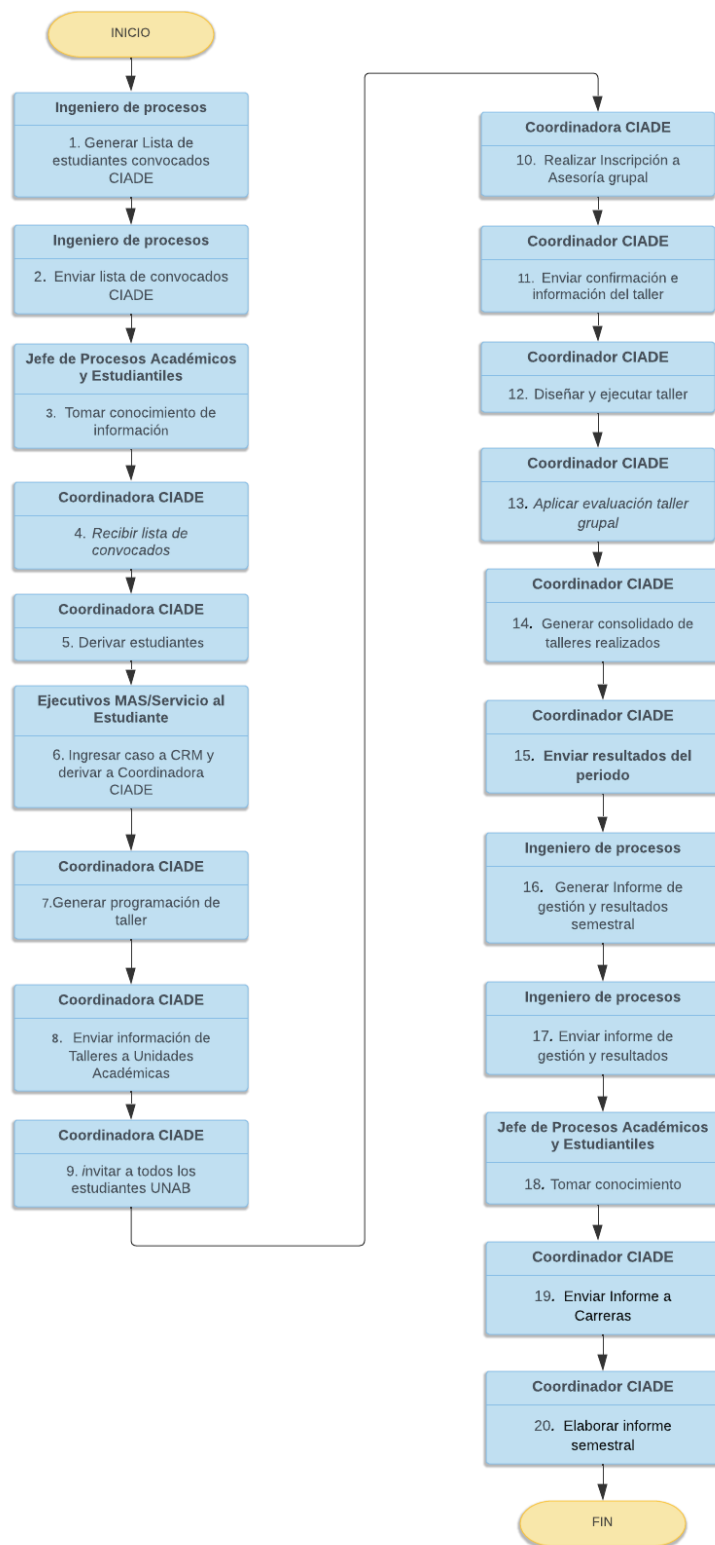 INICIO
Ingeniero de procesos
1. Generar Lista de
estudiantes convocados
CIADE
Ingeniero de procesos
2. Enviar lista de convocados
CIADE
Jefe de Procesos Académicos
y Estudiantiles
3. Tomar conocimiento de
información
Coordinadora CIADE
4. Recibir lista de
convocados
Coordinadora CIADE
5. Derivar estudiantes
Ejecutivos MAS/Servicio al
Estudiante
6. Ingresar caso a CRM y
derivar a Coordinadora
CIADE
Coordinadora CIADE
7.Generar programación de
taller
Coordinadora CIADE
8. Enviar información de
Talleres a Unidades
Académicas
Coordinadora CIADE
9. invitar a todos los
estudiantes UNAB
Coordinadora CIADE
10. Realizar Inscripción a
Asesoría grupal
Coordinador CIADE
11. Enviar confirmación e
información del taller
Coordinador CIADE
12. Diseñar y ejecutar taller
Coordinador CIADE
13. Aplicar evaluación taller
grupal
Coordinador CIADE
14. Generar consolidado de
talleres realizados
Coordinador CIADE
15. Enviar resultados del
periodo
Ingeniero de procesos
16. Generar Informe de
gestión y resultados
semestral
Ingeniero de procesos
17. Enviar informe de
gestión y resultados
Jefe de Procesos Académicos
y Estudiantiles
18. Tomar conocimiento
Coordinador CIADE
19. Enviar Informe a
Carreras
Coordinador CIADE
20. Elaborar informe
semestral
FIN